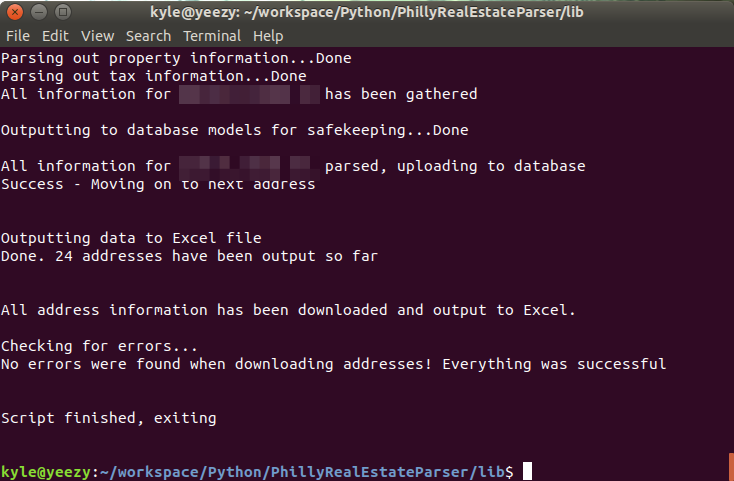 kyle@yeezy: ~/workspace/Python/PhillyRealEstateParser/lib
File Edit View Search Terminal Help
Parsing out property information...Done
Parsing out tax information...Done
All information for has been gathered
Outputting to database models for safekeeping...Done
All information for parsed, uploading to database
Success - Moving on to next address
Outputting data to Excel file
Done. 24 addresses have been output so far
All address information has been downloaded and output to Excel.
Checking for errors...
No errors were found when downloading addresses! Everything was successful
Script finished, exiting
kyle@yeezy:~/workspace/Python/PhillyRealEstateParser/lib$